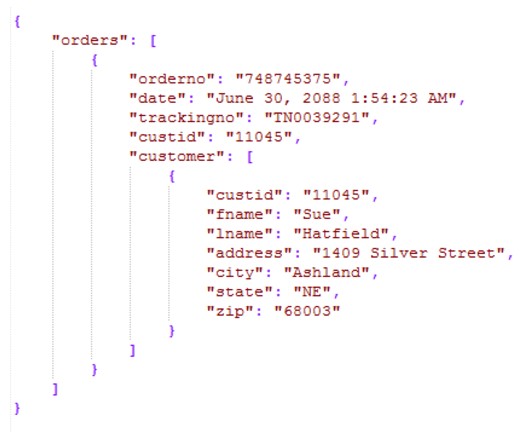 {
    "orders": [
        {
            "orderno": "748745375",
            "date": "June 30, 2088 1:54:23 AM",
            "trackingno": "TN0039291",
            "custid": "11045",
            "customer": [
                {
                    "custid": "11045",
                    "fname": "Sue",
                    "lname": "Hatfield",
                    "address": "1409 Silver Street",
                    "city": "Ashland",
                    "state": "NE",
                    "zip": "68003"
                }
            ]
        }
    ]
}